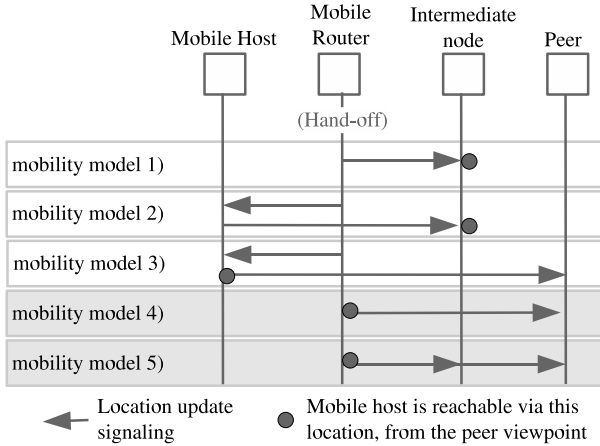 Mobile Host
Mobile
Router
Intermediate
node
Peer
(Hand-off)
mobility model 1)
mobility model 2)
mobility model 3)
mobility model 4)
mobility model 5)
Location update
signaling
Mobile host is reachable via this
location, from the peer viewpoint